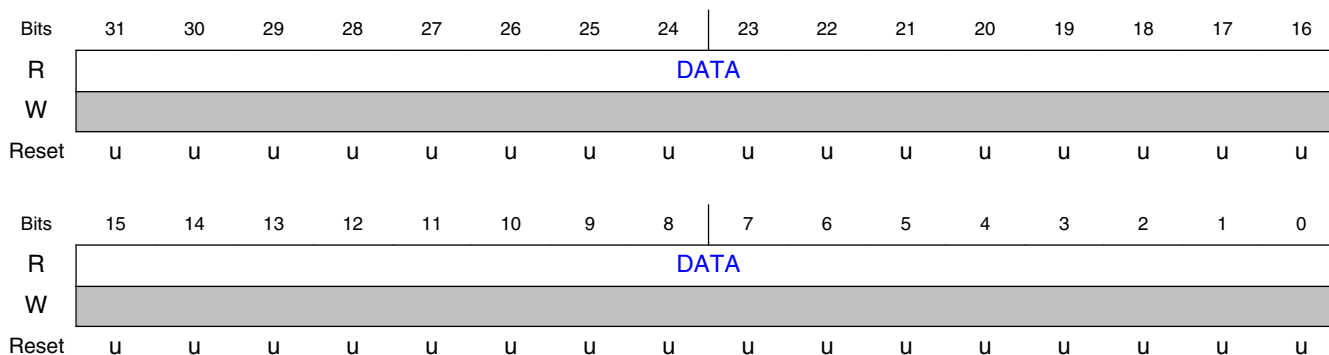 Bits 31 30 29 28 27 26 25 24 23 22 21 20 19 18 17 16
R DATA
W
Reset u u u u u u u u u u u u u u u u
Bits 15 14 13 12 11 10 9 8 7 6 5 4 3 2 1 0
R DATA
W
Reset u u u u u u u u u u u u u u u u